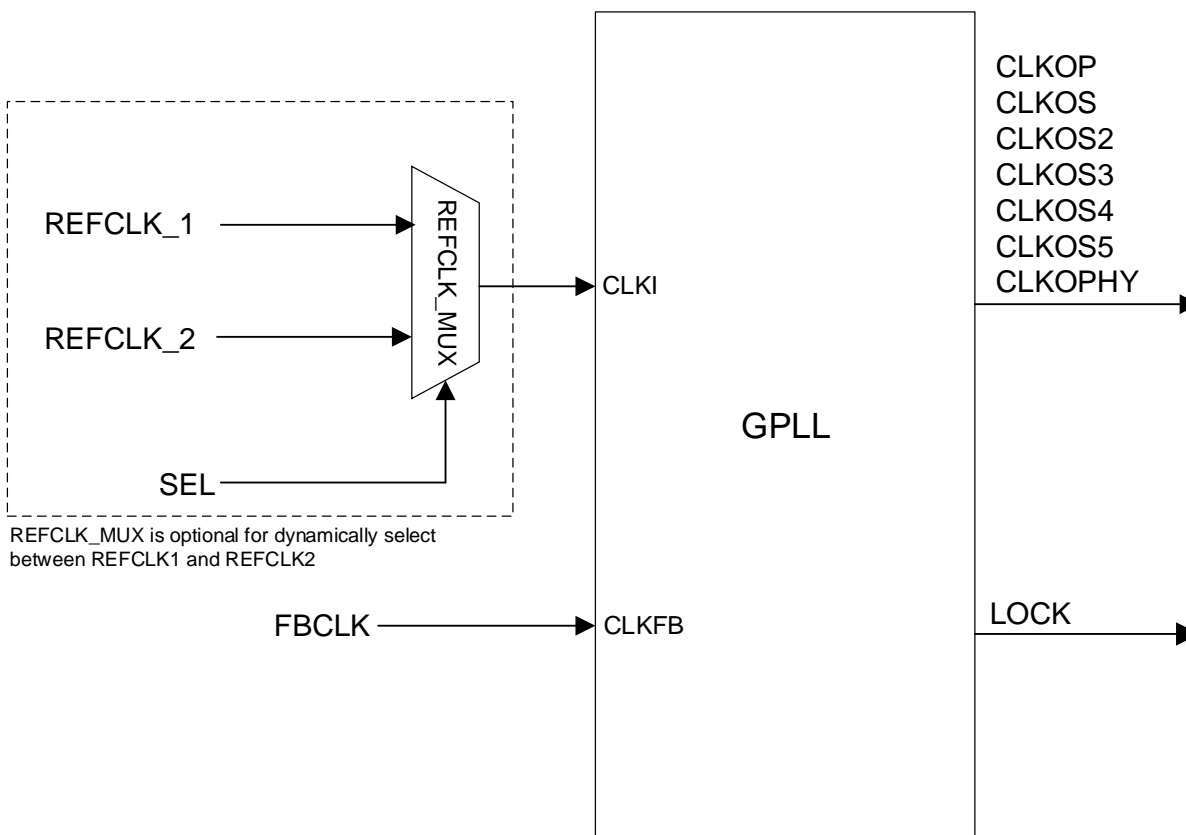 CLKOP
CLKOS
CLKOS2
CLKOS3
CLKOS4
CLKOS5
CLKOPHY
REFCLK_1
REFCLK_2
REFCLK_MUX
SEL
CLKI
GPLL
REFCLK_MUX is optional for dynamically select
between REFCLK1 and REFCLK2
FBCLK
CLKFB
LOCK